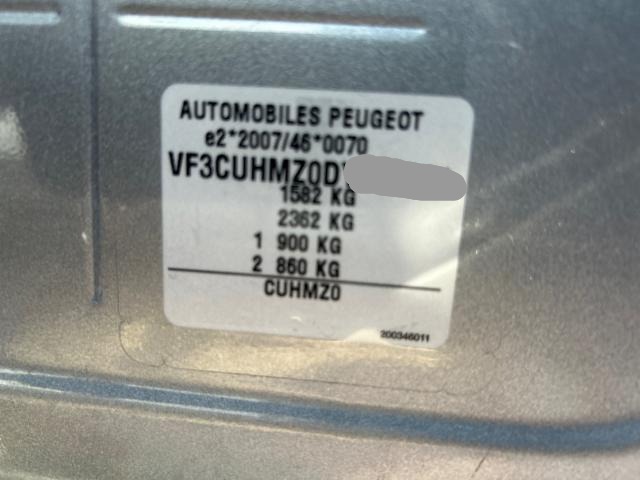 AUTOMOBILES PEUGEOT
e2*2007/46*0070
VF3CUHMZ0D
1582 KG
2362 KG
1 900 KG
2 860 KG
CUHMZ0
200346011